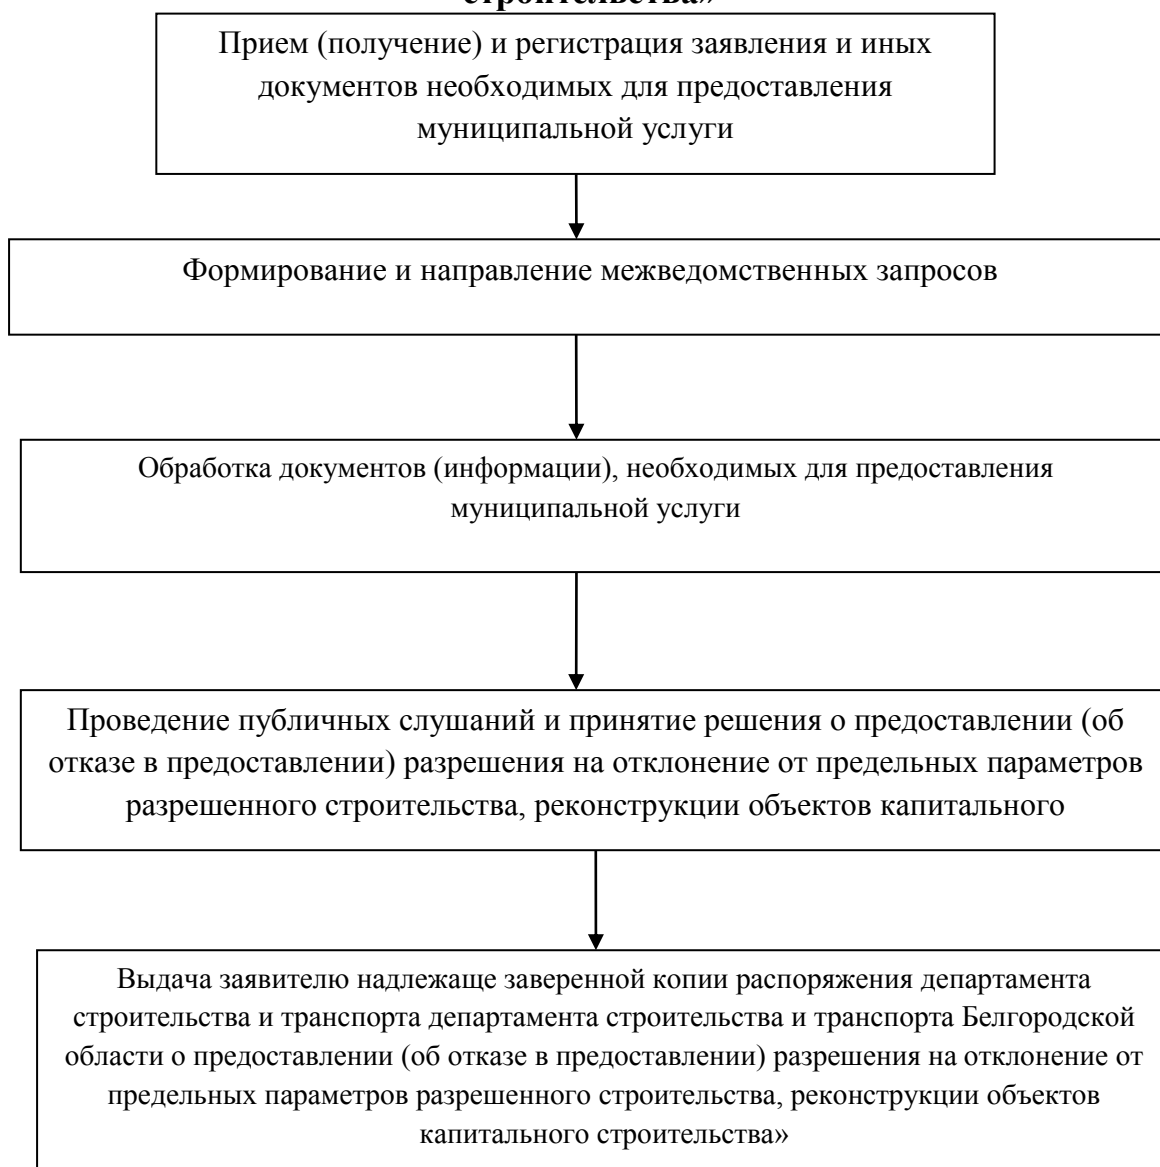 строительства»
Прием (получение) и регистрация заявления и иных
документов необходимых для предоставления
муниципальной услуги
Формирование и направление межведомственных запросов
Обработка документов (информации), необходимых для предоставления
муниципальной услуги
Проведение публичных слушаний и принятие решения о предоставлении (об
отказе в предоставлении) разрешения на отклонение от предельных параметров
разрешенного строительства, реконструкции объектов капитального
Выдача заявителю надлежаще заверенной копии распоряжения департамента
строительства и транспорта департамента строительства и транспорта Белгородской
области о предоставлении (об отказе в предоставлении) разрешения на отклонение от
предельных параметров разрешенного строительства, реконструкции объектов
капитального строительства»